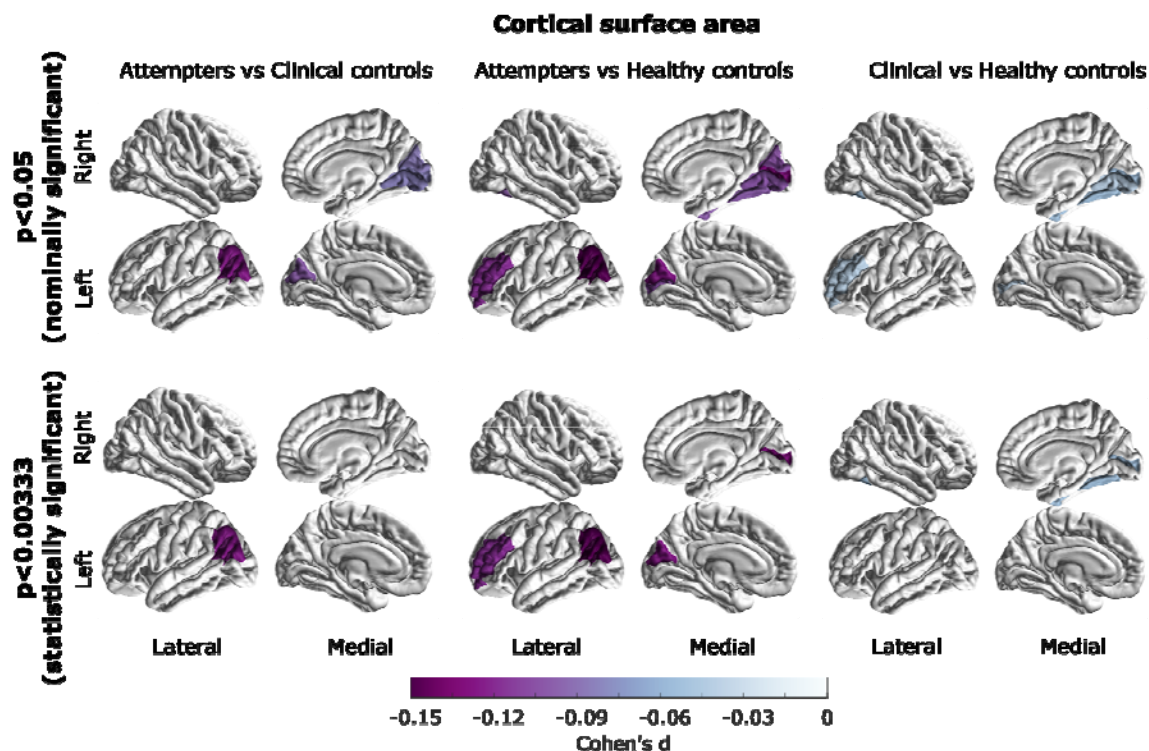 Cortical surface area
Attempters vs Clinical controls
Attempters vs Healthy controls
Clinical vs Healthy controls
p<0.05
(nominally significant)
Right
Left
p<0.00333
(statistically significant)
Right
Left
Lateral
Medial
Lateral
Medial
Lateral
Medial
-0.15
-0.12
-0.09
-0.06
-0.03
0
Cohen's d